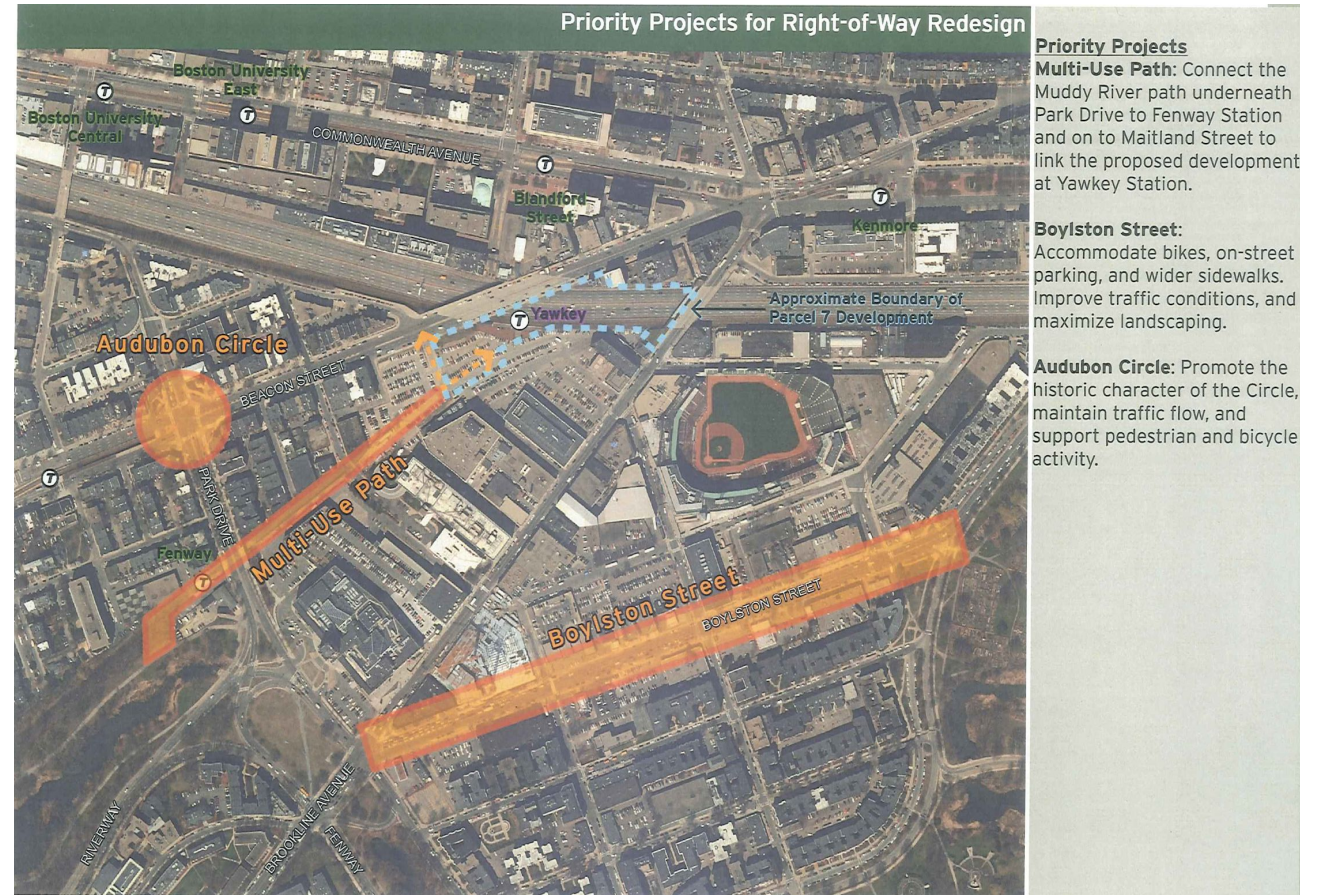 Priority Projects for Right-of-Way Redesign
Priority Projects
Multi-Use Path: Connect the
Muddy River path underneath
Park Drive to Fenway Station
and on to Maitland Street to
link the proposed development
at Yawkey Station.
Boylston Street:
Accommodate bikes, on-street
parking, and wider sidewalks.
Improve traffic conditions, and
maximize landscaping.
Audubon Circle: Promote the
historic character of the Circle,
maintain traffic flow, and
support pedestrian and bicycle
activity.
Boston University
East
T
T
Boston University
Central
COMMONWEALTH AVENUE
T
Blandford
Street
T
Kenmore
Approximate Boundary of
Parcel 7 Development
T Yawkey
Audubon Circle
BEACON STREET
T
PARK DRIVE
Multi-Use Path
Fenway
T
Boylston Street
BOYLSTON STREET
RIVERWAY
BROOKLINE AVENUE
FENWAY